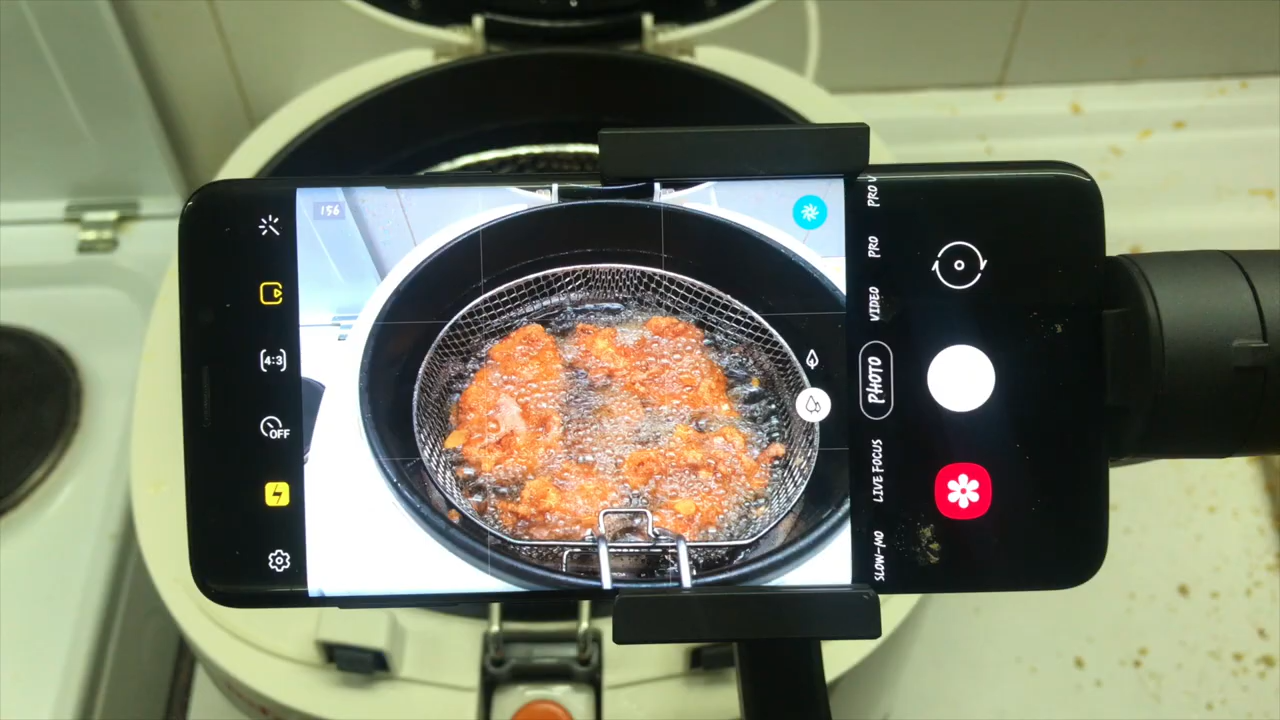 156
4:3
OFF
PRO V
PRO
VIDEO
PHOTO
LIVE FOCUS
SLOW-MO